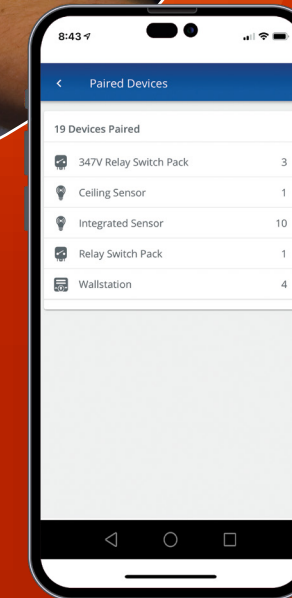 8:43
Paired Devices
19 Devices Paired
347V Relay Switch Pack 3
Ceiling Sensor 1
Integrated Sensor 10
Relay Switch Pack 1
Wallstation 4